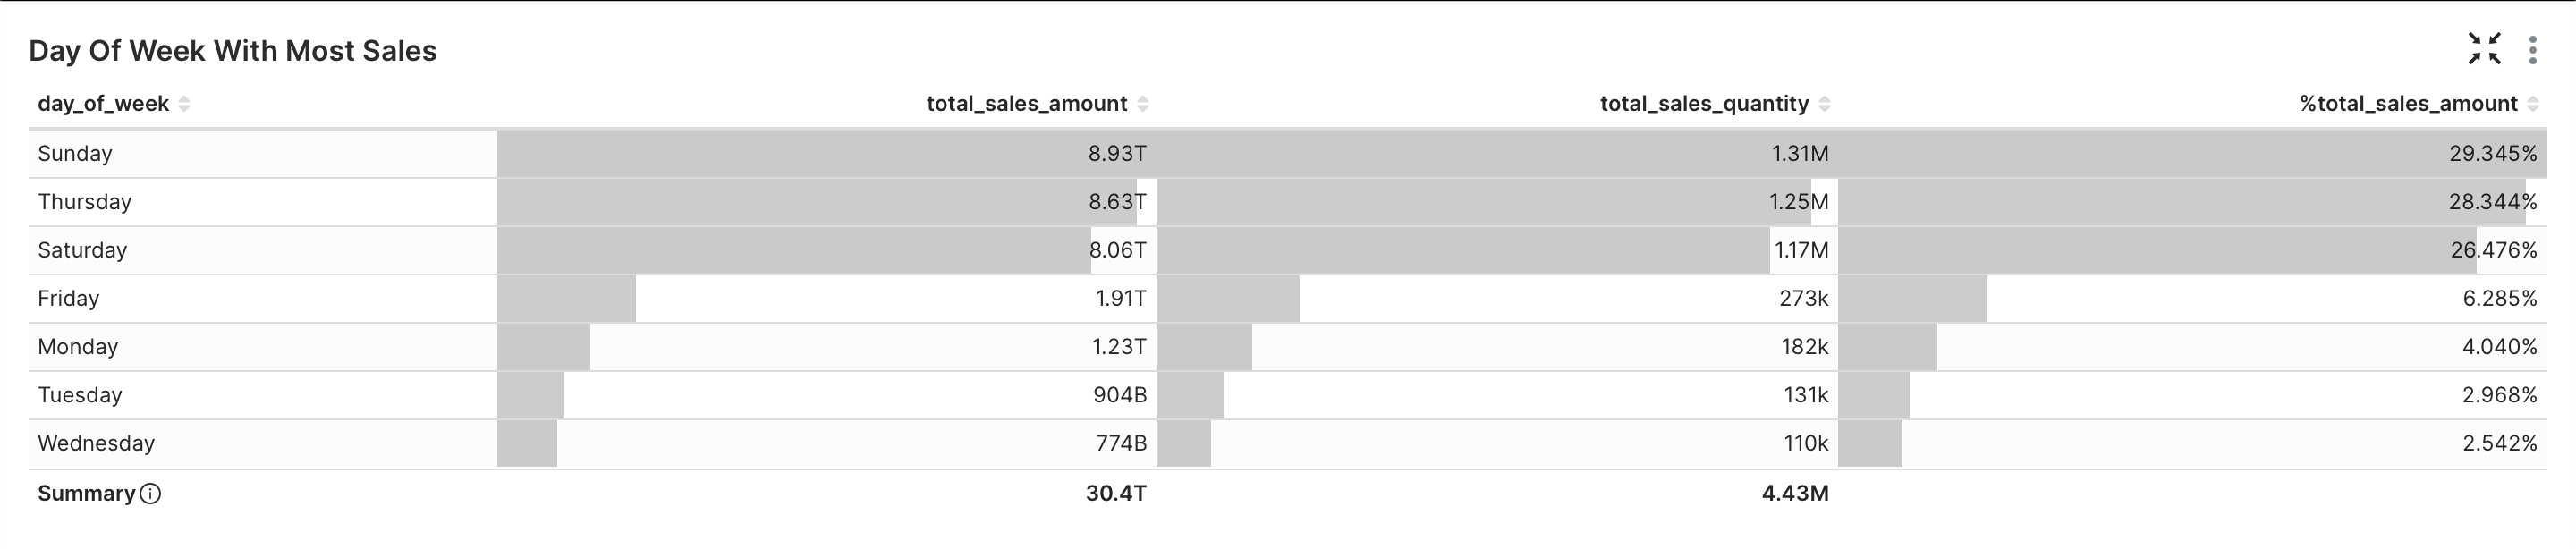 Day Of Week With Most Sales
day_of_week total_sales_amount total_sales_quantity %total_sales_amount
Sunday 8.93T 1.31M 29.345%
Thursday 8.63T 1.25M 28.344%
Saturday 8.06T 1.17M 26.476%
Friday 1.91T 273k 6.285%
Monday 1.23T 182k 4.040%
Tuesday 904B 131k 2.968%
Wednesday 774B 110k 2.542%
Summary 30.4T 4.43M